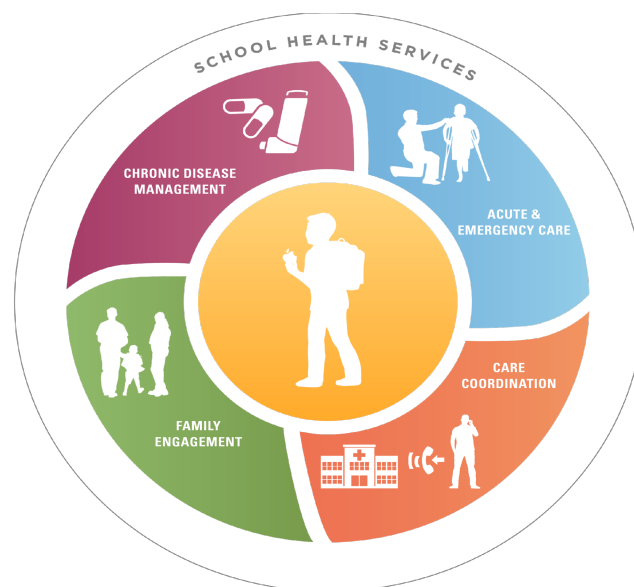 SCHOOL HEALTH SERVICES
CHRONIC DISEASE
MANAGEMENT
ACUTE &
EMERGENCY CARE
CARE
COORDINATION
FAMILY
ENGAGEMENT